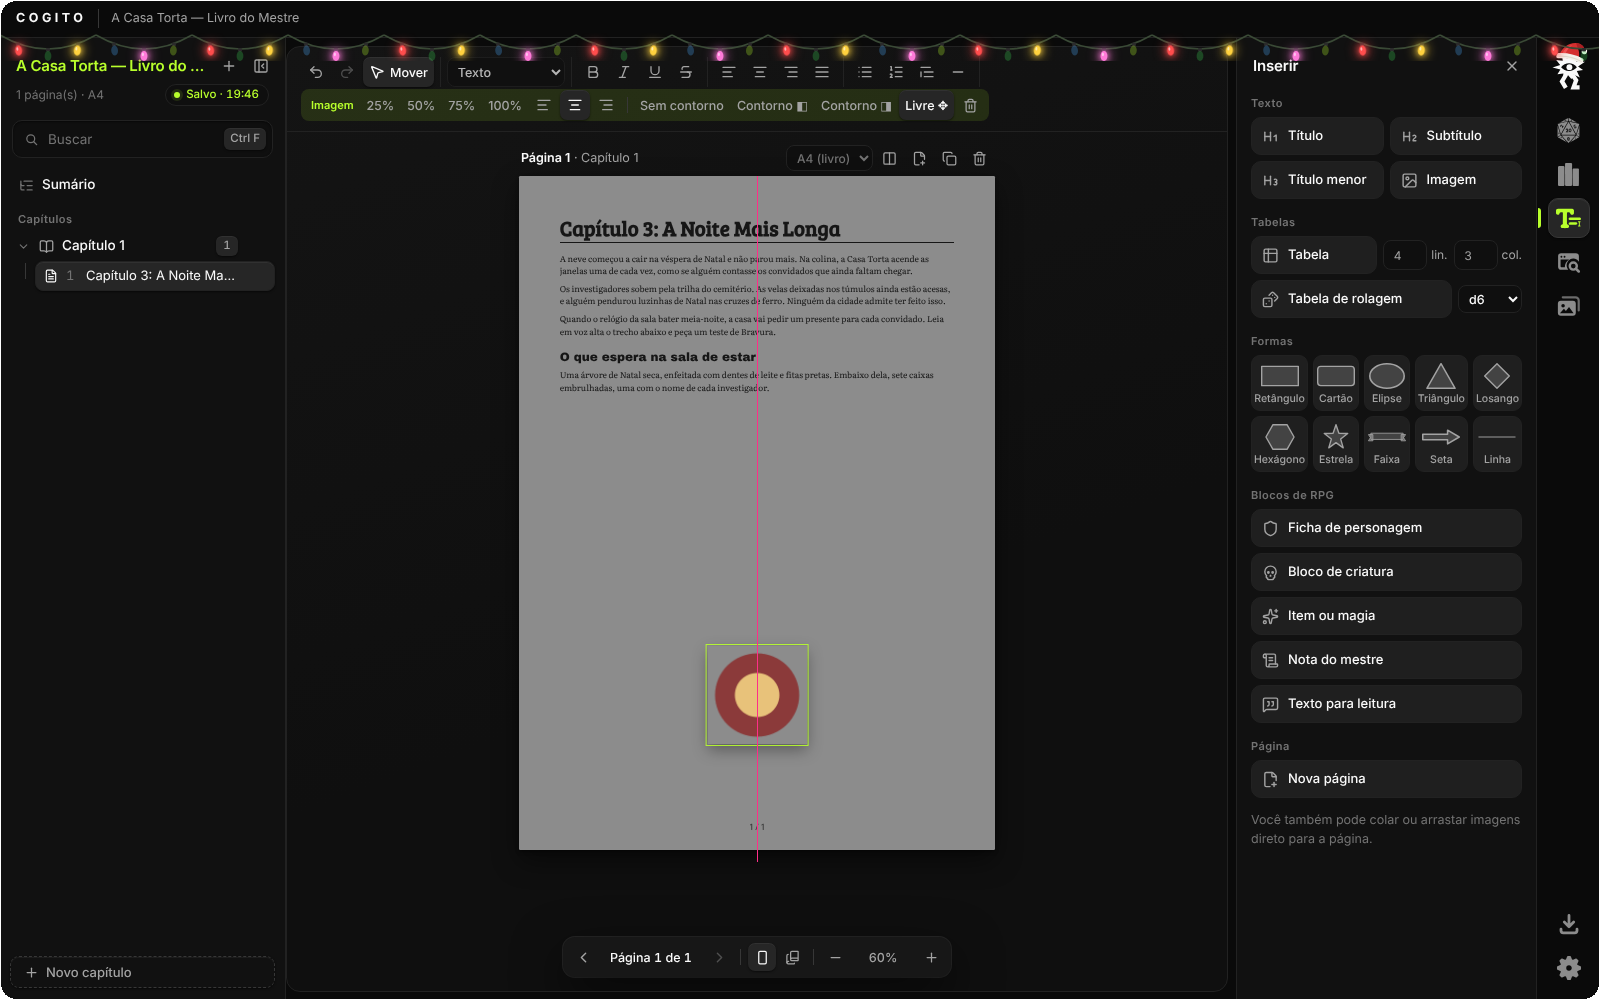 COGITO
A Casa Torta — Livro do Mestre
A Casa Torta — Livro do ...
1 página(s) · A4
Salvo · 19:46
Buscar
Ctrl F
Sumário
Capítulos
Capítulo 1
1
1 Capítulo 3: A Noite Ma...
Novo capítulo
Mover
Texto
B I U S
Imagem 25% 50% 75% 100%
Sem contorno Contorno Contorno Livre
Página 1 · Capítulo 1
A4 (livro)
Capítulo 3: A Noite Mais Longa
A neve começou a cair na véspera de Natal e não parou mais. Na colina, a Casa Torta acende as
janelas uma de cada vez, como se alguém contasse os convidados que ainda faltam chegar.
Os investigadores sobem pela trilha do cemitério. As velas deixadas nos túmulos ainda estão acesas,
e alguém pendurou luzinhas de Natal nas cruzes de ferro. Ninguém da cidade admite ter feito isso.
Quando o relógio da sala bater meia-noite, a casa vai pedir um presente para cada convidado. Leia
em voz alta o trecho abaixo e peça um teste de Bravura.
O que espera na sala de estar
Uma árvore de Natal seca, enfeitada com dentes de leite e fitas pretas. Embaixo dela, sete caixas
embrulhadas, uma com o nome de cada investigador.
1 / 1
Página 1 de 1
60%
Inserir
Texto
H1 Título
H2 Subtítulo
H3 Título menor
Imagem
Tabelas
Tabela
4 lin. 3 col.
Tabela de rolagem
d6
Formas
Retângulo Cartão Elipse Triângulo Losango
Hexágono Estrela Faixa Seta Linha
Blocos de RPG
Ficha de personagem
Bloco de criatura
Item ou magia
Nota do mestre
Texto para leitura
Página
Nova página
Você também pode colar ou arrastar imagens
direto para a página.